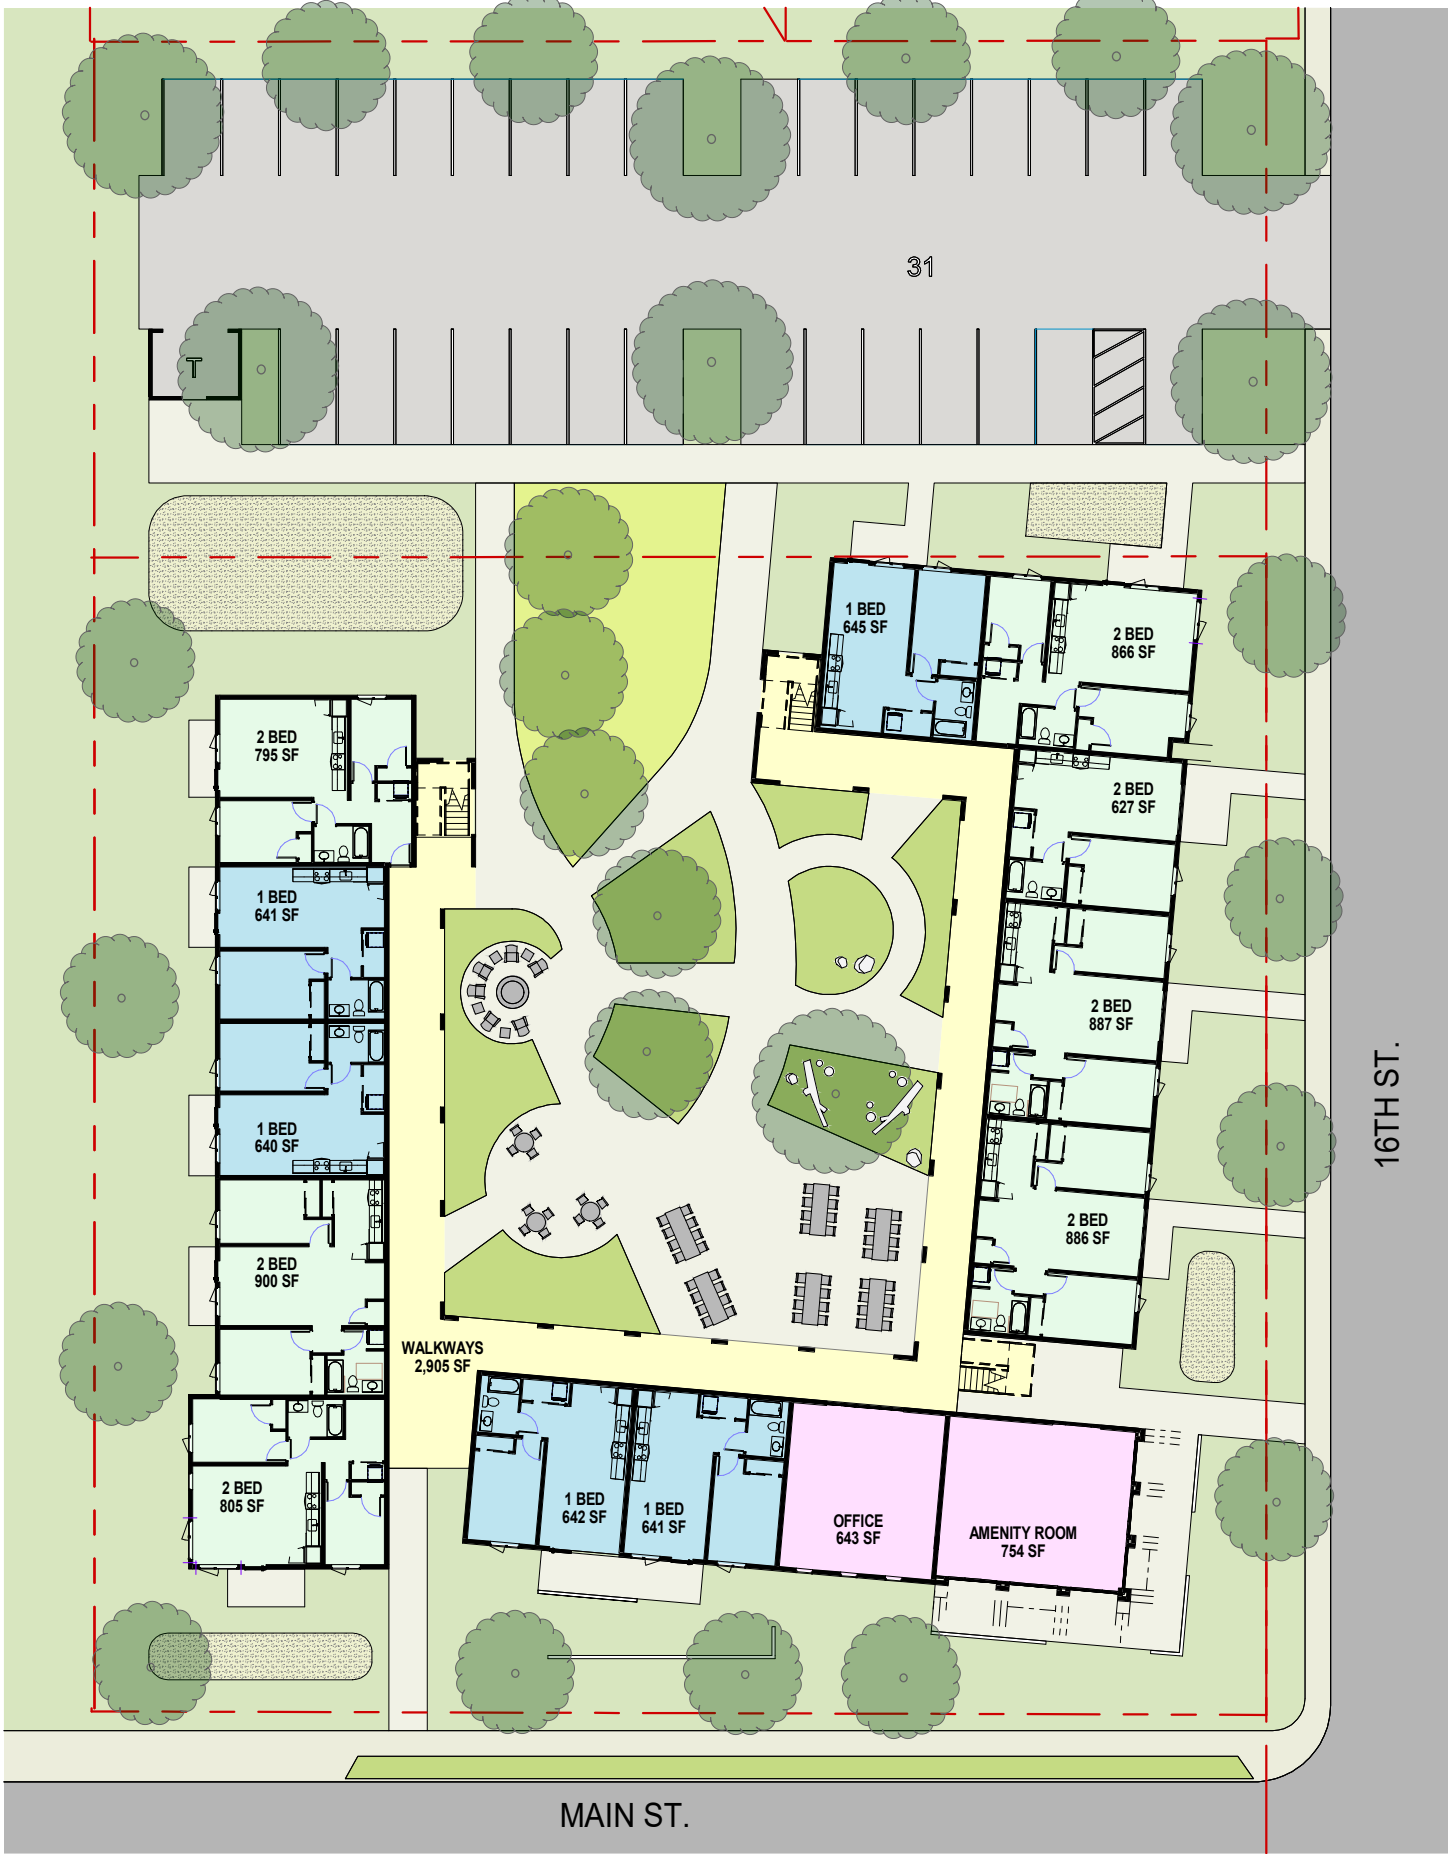 31
T
1 BED
645 SF
2 BED
866 SF
2 BED
795 SF
2 BED
627 SF
1 BED
641 SF
2 BED
887 SF
1 BED
640 SF
2 BED
886 SF
2 BED
900 SF
WALKWAYS
2,905 SF
2 BED
805 SF
1 BED
642 SF
1 BED
641 SF
OFFICE
643 SF
AMENITY ROOM
754 SF
16TH ST.
MAIN ST.